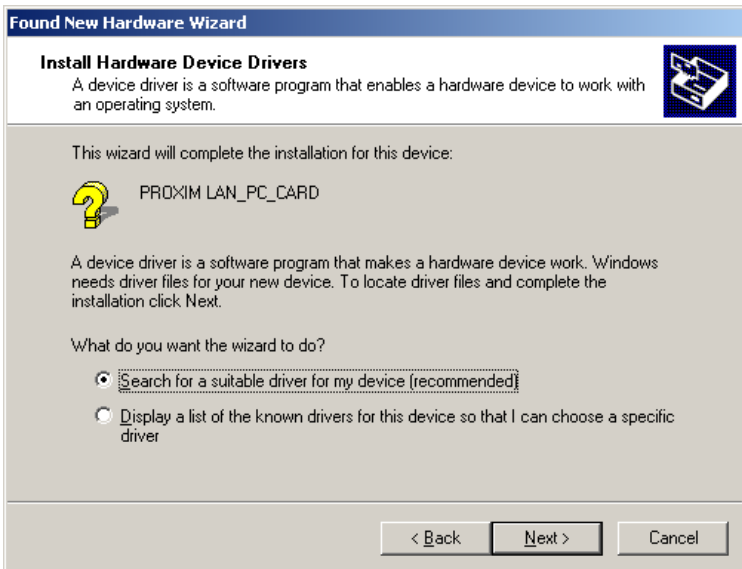 Found New Hardware Wizard
Install Hardware Device Drivers
A device driver is a software program that enables a hardware device to work with
an operating system.
This wizard will complete the installation for this device:
PROXIM LAN_PC_CARD
A device driver is a software program that makes a hardware device work. Windows
needs driver files for your new device. To locate driver files and complete the
installation click Next.
What do you want the wizard to do?
Search for a suitable driver for my device (recommended)
Display a list of the known drivers for this device so that I can choose a specific
driver
< Back Next > Cancel